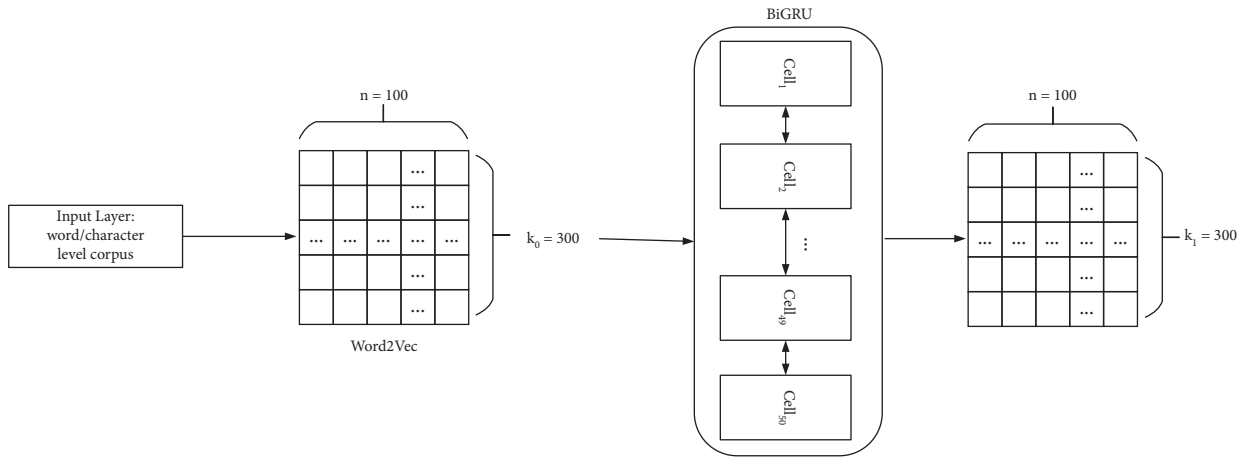 Input Layer:
word/character
level corpus
n = 100
...
...
... ... ... ... ...
...
...
Word2Vec
k₀ = 300
BiGRU
Cell₁
Cell₂
...
Cell₄₉
Cell₅₀
n = 100
...
...
... ... ... ... ...
...
...
k₁ = 300